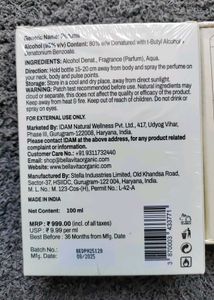 Generic Name: Perfume
Alcohol (90% v/v) Content: 80% w/w Denatured with t-Butyl Alcohol +
Denatonium Benzoate.
Ingredients: Alcohol Denat., Fragrance (Parfum), Aqua.
Direction: Hold bottle 15-20 cm away from body and spray the perfume on
your neck, body and pulse points.
Storage: Store in a cool and dry place, away from direct sunlight.
Warning: Patch test recommended before use. Natural ingredients may
cloud or separate, this does not affect the quality or efficacy of the product.
Keep away from heat & fire. Keep out of reach of children. Do not drink or
spray on eyes.
FOR EXTERNAL USE ONLY.
Marketed By: IDAM Natural Wellness Pvt. Ltd., 417, Udyog Vihar,
Phase III, Gurugram-122008, Haryana, India.
Please contact IDAM at the above address, for any product
complaint or related information.
Customer Care No.: +91 9311732440
Email: shop@bellavitaorganic.com
Website: bellavitaorganic.com
Manufactured By: Stella Industries Limited, Old Khandsa Road,
Sector-37, HSIIDC, Gurugram-122001, Haryana, India.
M. L. No.: M. 123-Cos-(H), Permit No.: L-42-A
MADE IN INDIA
Net Content: 100 ml
MRP ₹ 999.00 (incl. of all taxes)
USP: ₹ 9.99 per ml
Best Before: 36 Months from Mfg. Date
Batch No.:
Mfg. Date:
08/2025